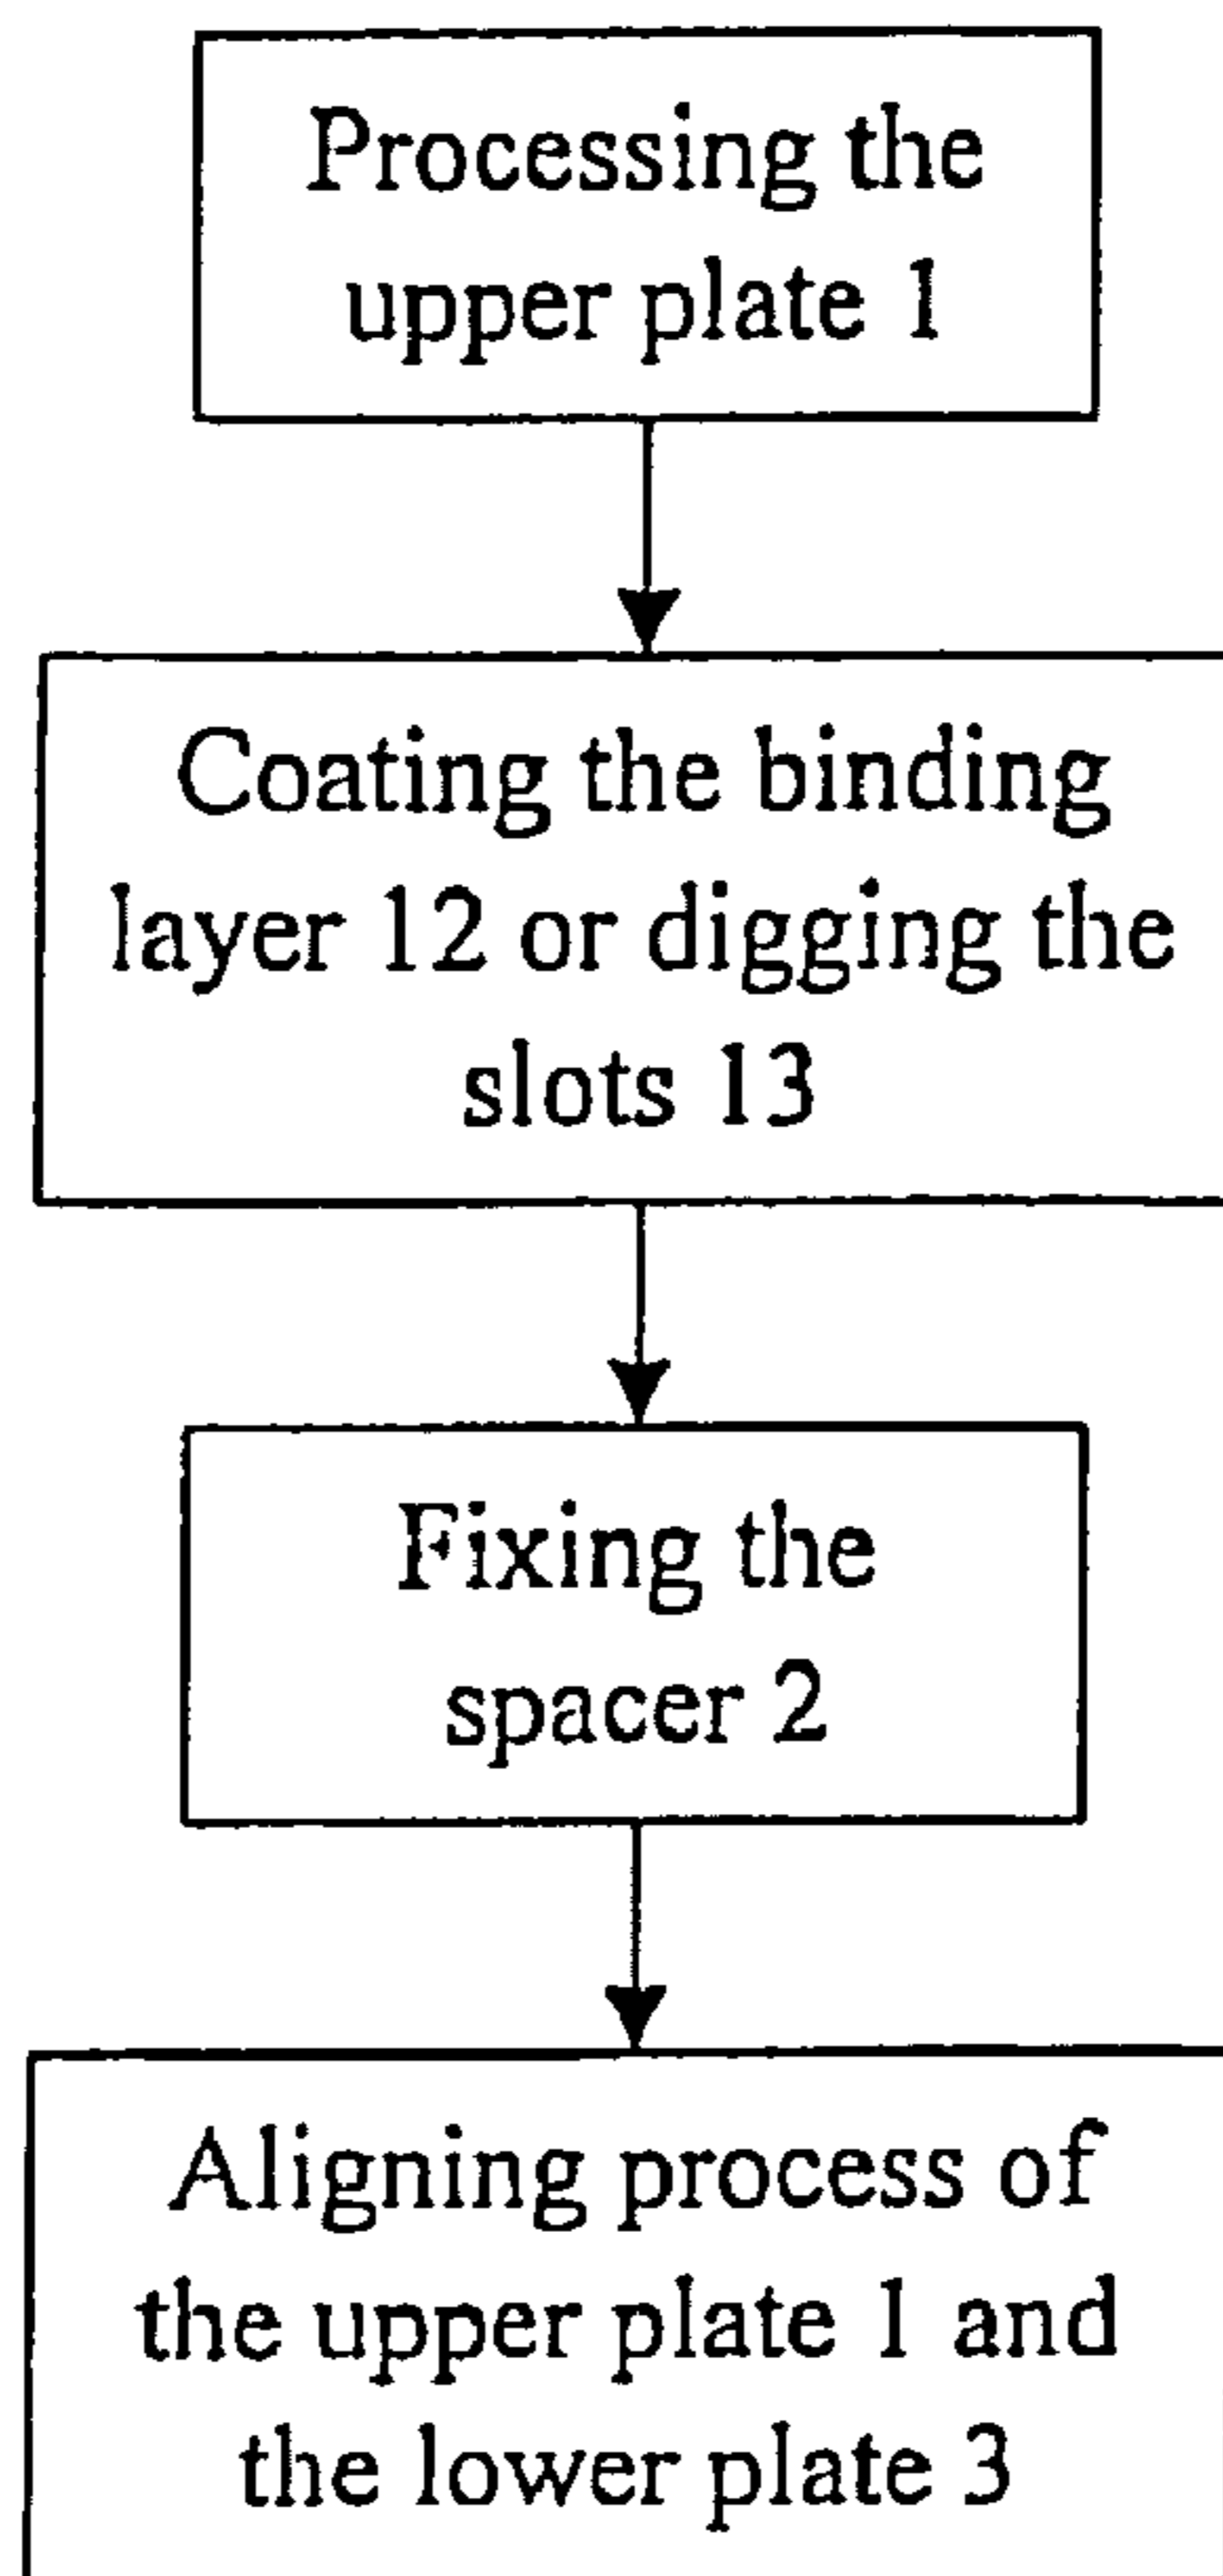 Processing the
upper plate 1
Coating the binding
layer 12 or digging the
slots 13
Fixing the
spacer 2
Aligning process of
the upper plate 1 and
the lower plate 3